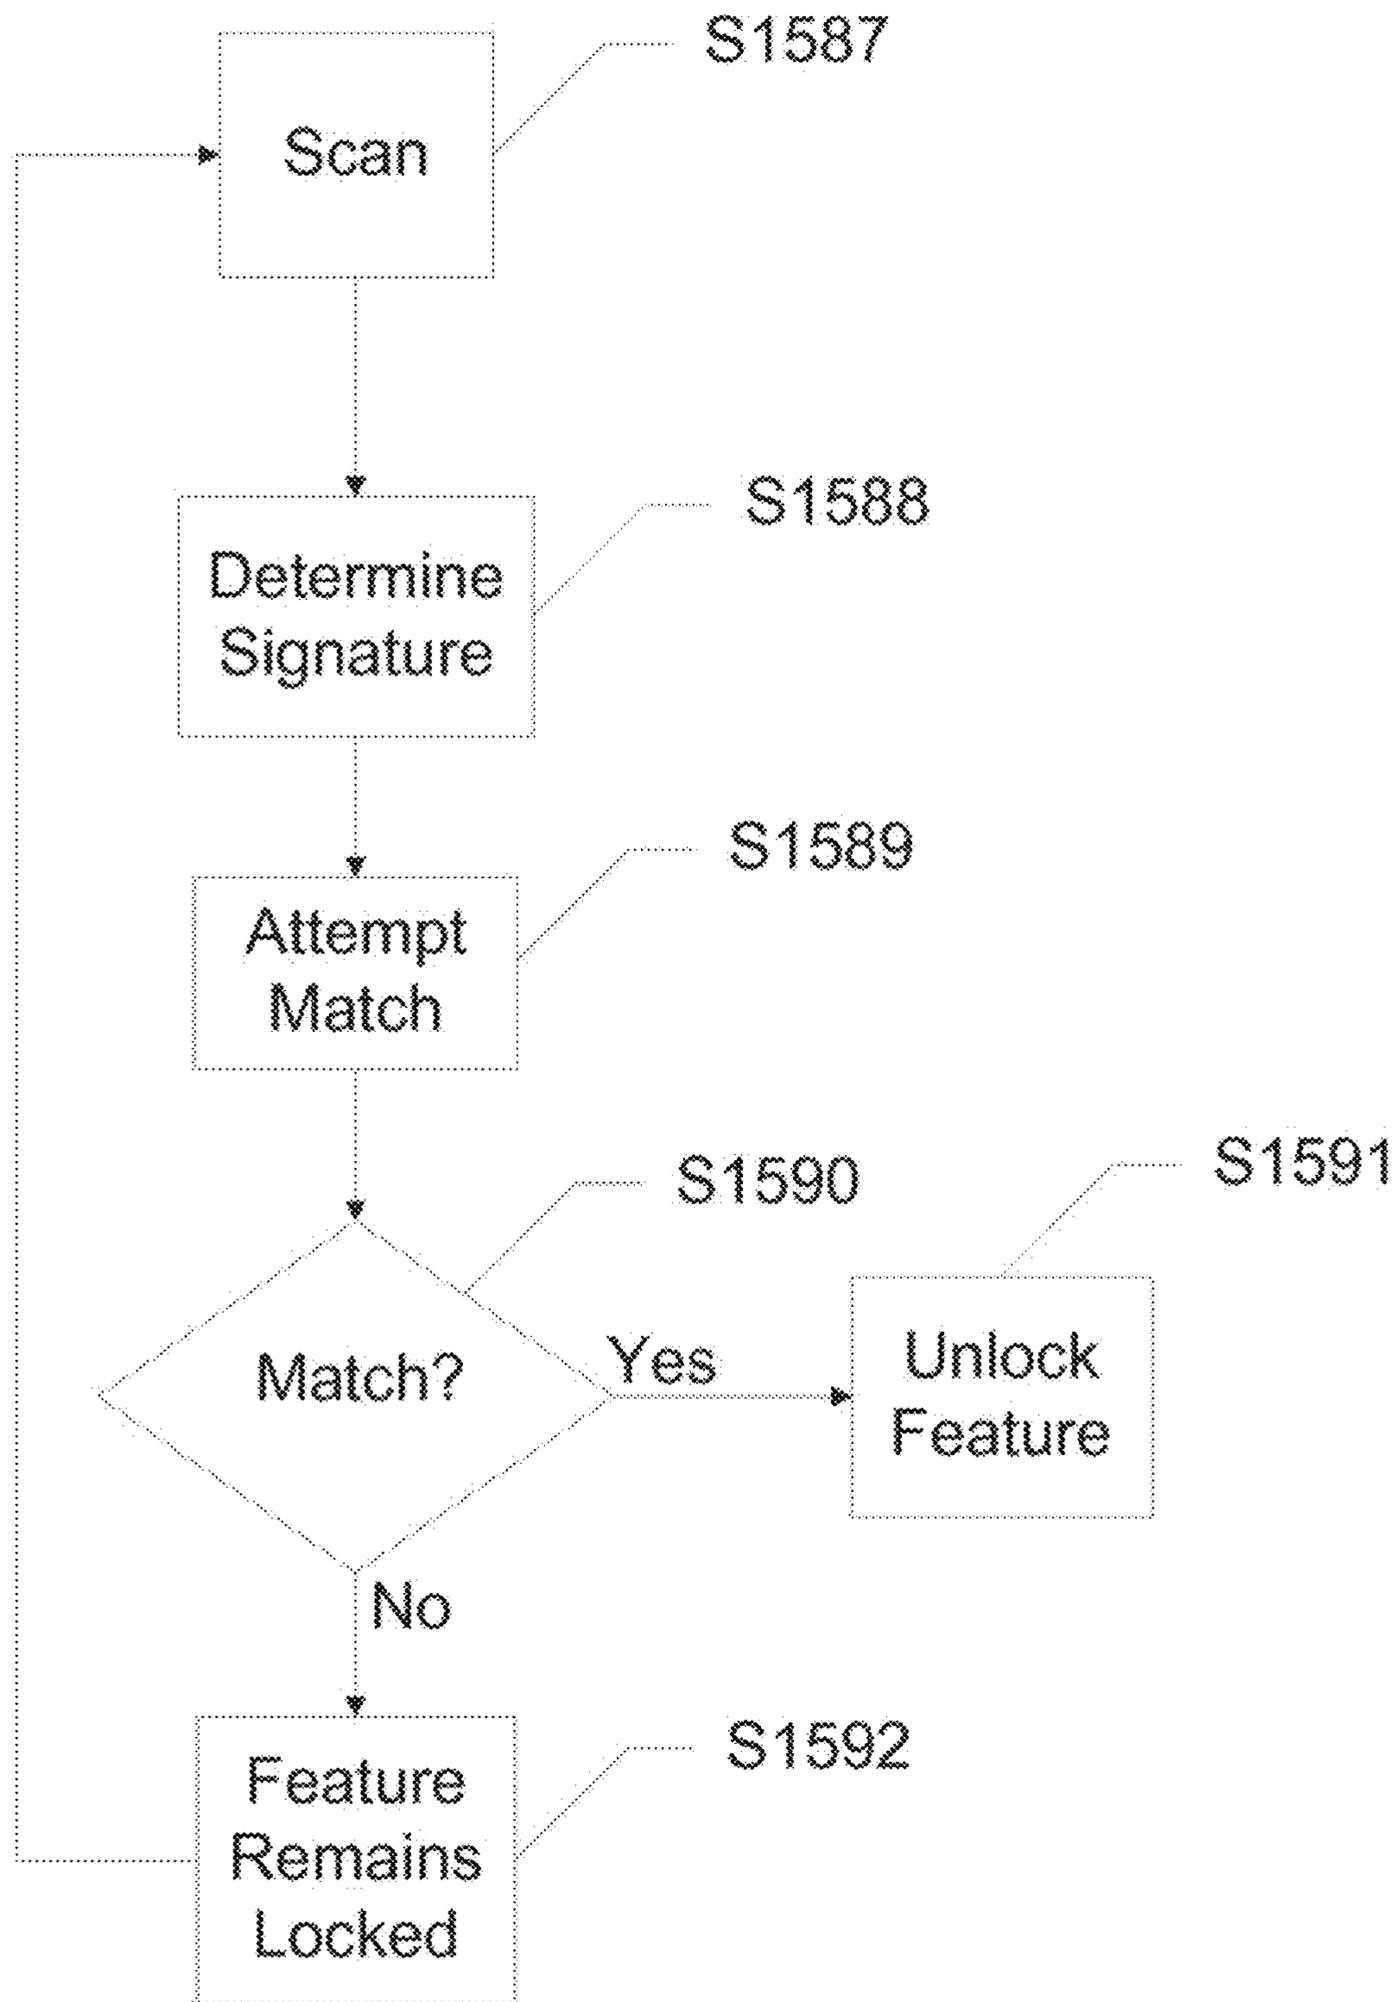 S1587
Scan
S1588
Determine
Signature
S1589
Attempt
Match
S1590
S1591
Match?
Yes
Unlock
Feature
No
S1592
Feature
Remains
Locked